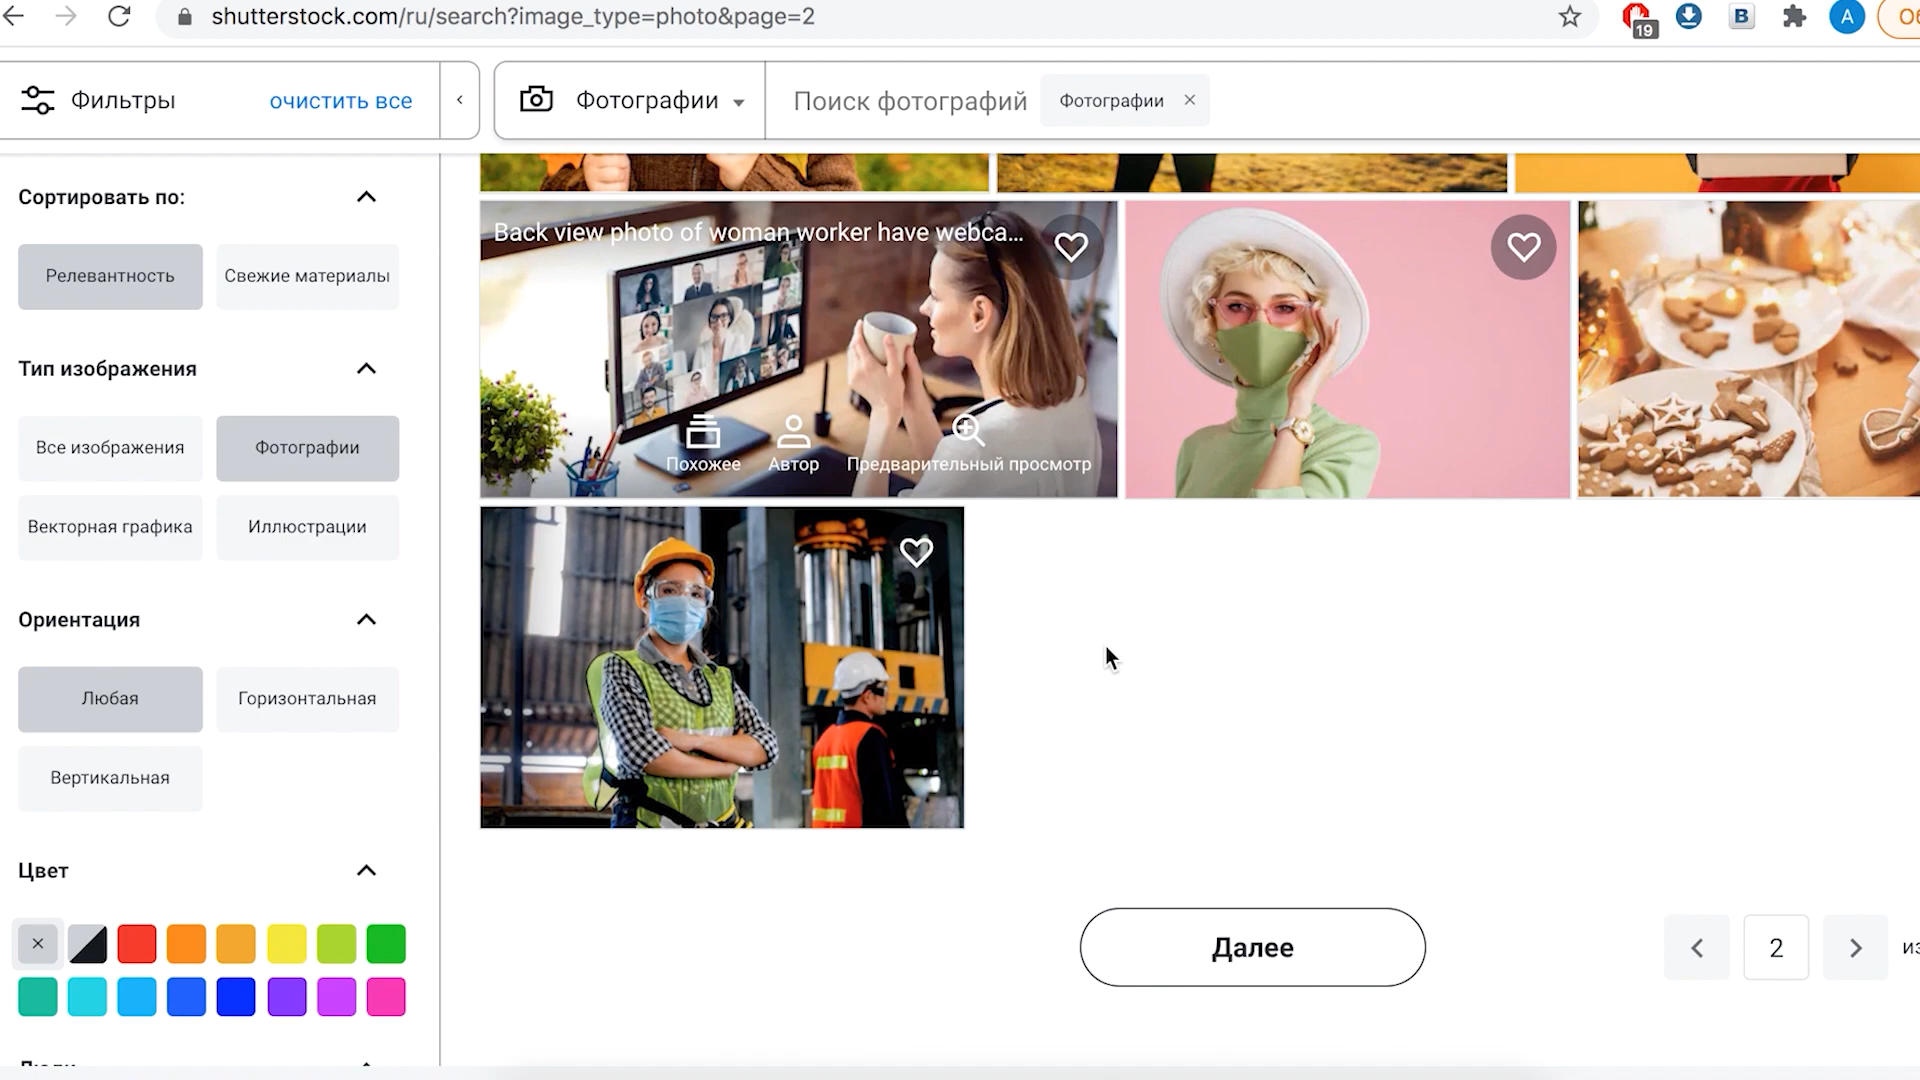 shutterstock.com/ru/search?image_type=photo&page=2
19
B
A
Фильтры
очистить все
Фотографии
Поиск фотографий
Фотографии
Сортировать по:
Релевантность
Свежие материалы
Тип изображения
Все изображения
Фотографии
Векторная графика
Иллюстрации
Ориентация
Любая
Горизонтальная
Вертикальная
Цвет
Back view photo of woman worker have webca...
Похожее
Автор
Предварительный просмотр
Далее
2